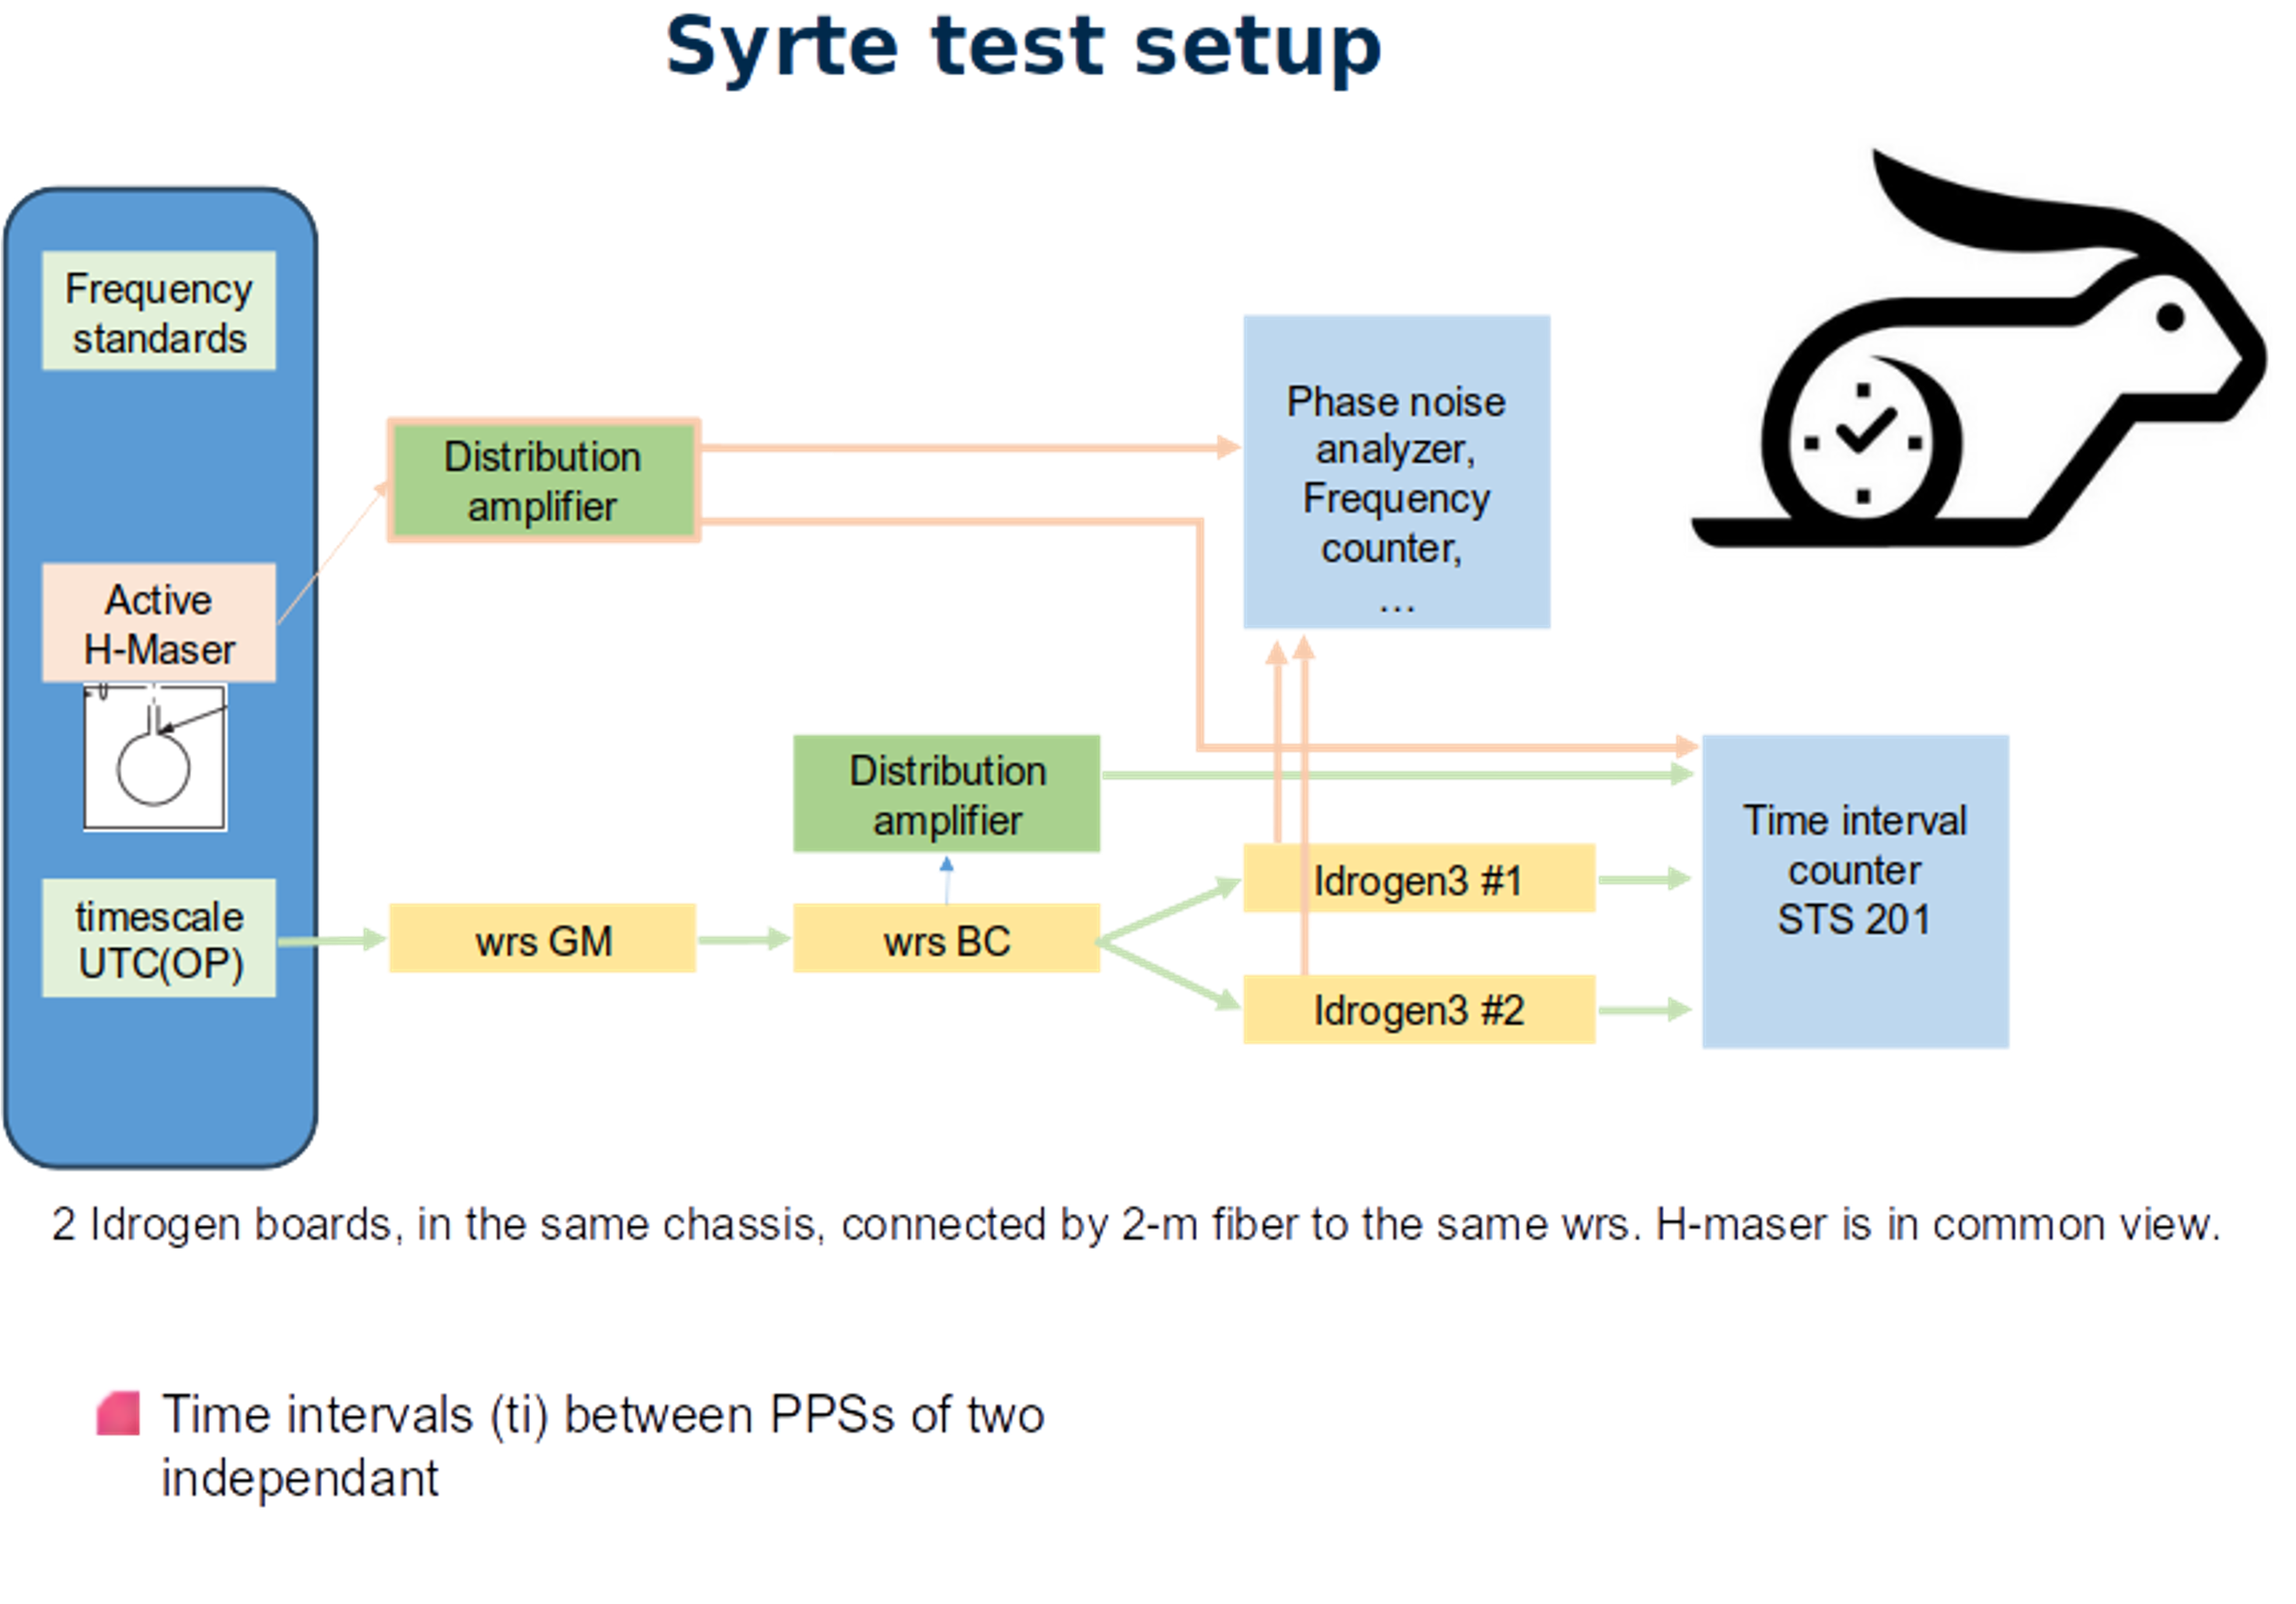 Syrte test setup
Frequency
standards
Distribution
amplifier
Phase noise
analyzer,
Frequency
counter,
...
Active
H-Maser
Distribution
amplifier
Time interval
counter
STS 201
timescale
UTC(OP)
wrs GM
wrs BC
Idrogen3 #1
Idrogen3 #2
2 Idrogen boards, in the same chassis, connected by 2-m fiber to the same wrs. H-maser is in common view.
Time intervals (ti) between PPSs of two
independant